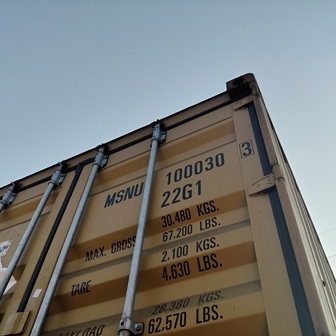 MSNU 100030 3
22G1
MAX. GROSS 30.480 KGS.
67.200 LBS.
TARE 2.100 KGS.
4.630 LBS.
PAYLOAD 28.380 KGS.
62.570 LBS.